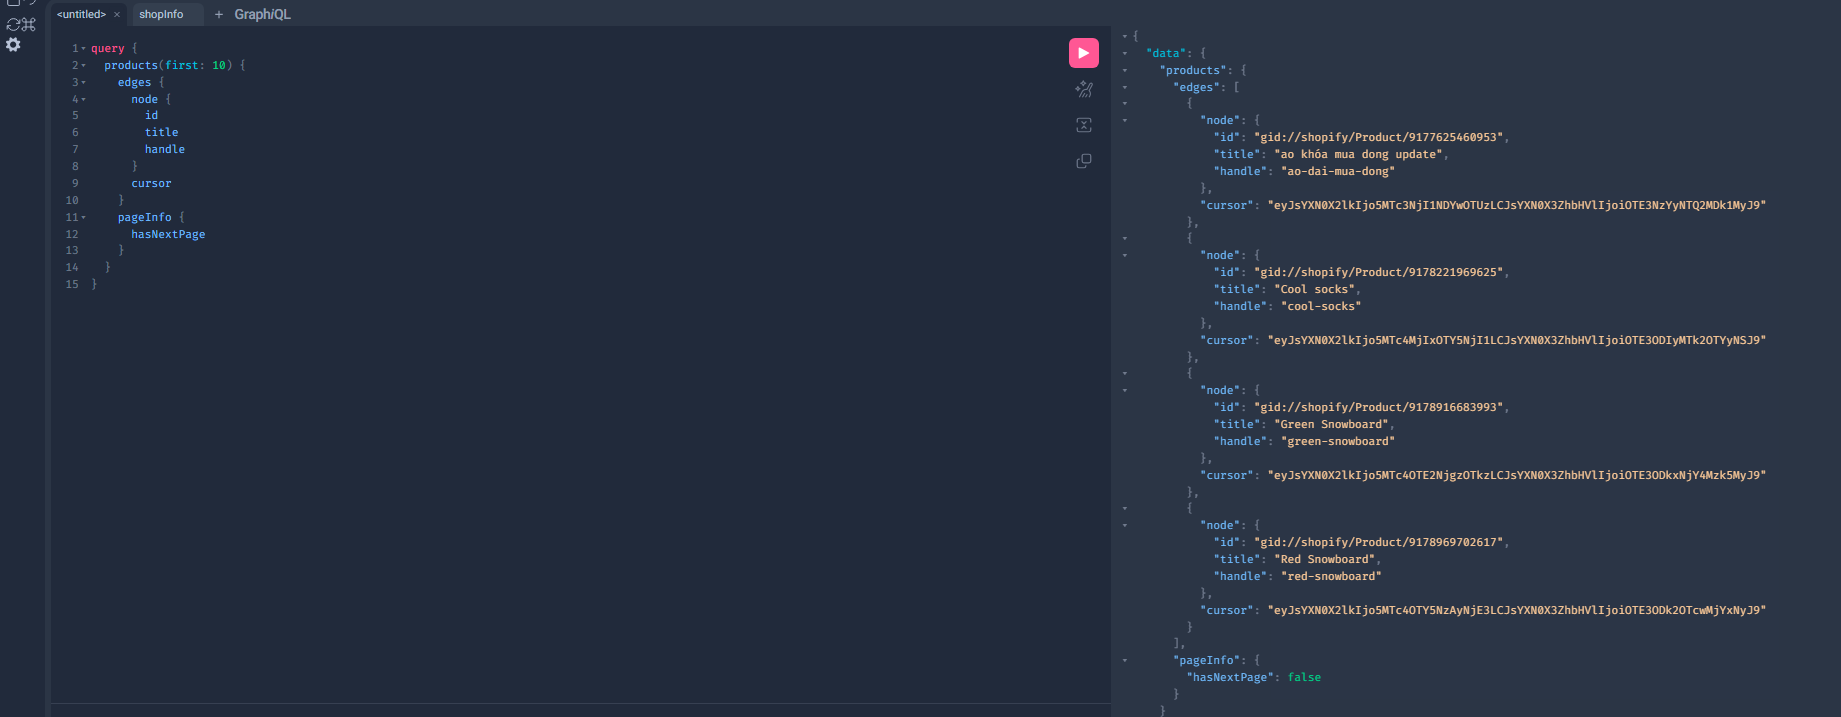 <untitled> × shopInfo + GraphiQL
1 query {
2 products(first: 10) {
3 edges {
4 node {
5 id
6 title
7 handle
8 }
9 cursor
10 }
11 pageInfo {
12 hasNextPage
13 }
14 }
15 }
{
"data": {
"products": {
"edges": [
{
"node": {
"id": "gid://shopify/Product/9177625460953",
"title": "ao khóa mua dong update",
"handle": "ao-dai-mua-dong"
},
"cursor": "eyJsYXN0X2lkIjo5MTc3NjI1NDYwOTUzLCJsYXN0X3ZhbHVlIjoiOTE3NzYyNTQ2MDk1MyJ9"
},
{
"node": {
"id": "gid://shopify/Product/9178221969625",
"title": "Cool socks",
"handle": "cool-socks"
},
"cursor": "eyJsYXN0X2lkIjo5MTc4MjIxOTY5NjI1LCJsYXN0X3ZhbHVlIjoiOTE3ODIyMTk2OTYyNSJ9"
},
{
"node": {
"id": "gid://shopify/Product/9178916683993",
"title": "Green Snowboard",
"handle": "green-snowboard"
},
"cursor": "eyJsYXN0X2lkIjo5MTc4OTE2NjgzOTkzLCJsYXN0X3ZhbHVlIjoiOTE3ODkxNjY4Mzk5MyJ9"
},
{
"node": {
"id": "gid://shopify/Product/9178969702617",
"title": "Red Snowboard",
"handle": "red-snowboard"
},
"cursor": "eyJsYXN0X2lkIjo5MTc4OTY5NzAyNjE3LCJsYXN0X3ZhbHVlIjoiOTE3ODk2OTcwMjYxNyJ9"
}
],
"pageInfo": {
"hasNextPage": false
}
}